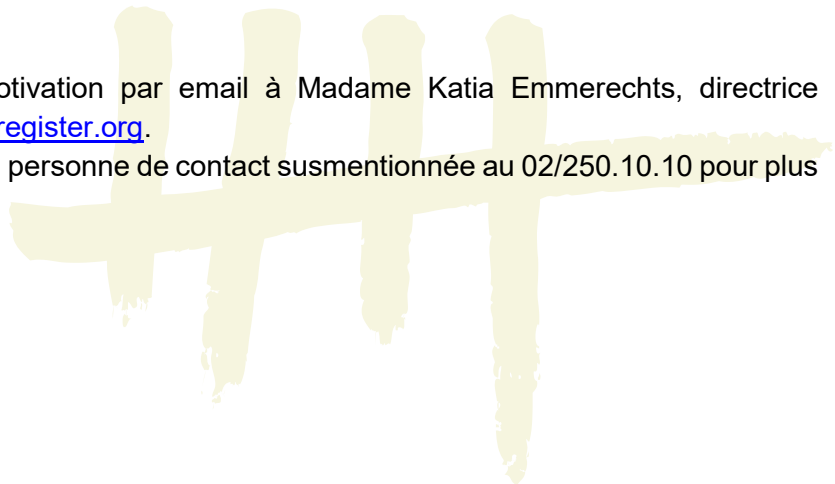 otivation par email à Madame Katia Emmerechts, directrice
register.org.
personne de contact susmentionnée au 02/250.10.10 pour plus